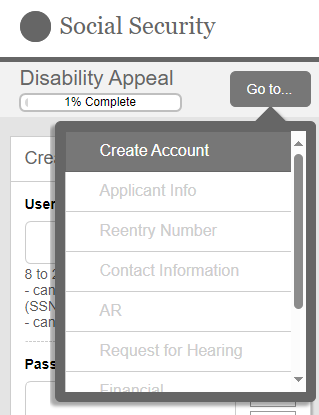 Social Security
Disability Appeal
1% Complete
Go to...
Create Account
Applicant Info
Reentry Number
Contact Information
AR
Request for Hearing
Financial
Cre
User
8 to 2
- can
(SSN
- can
Pass